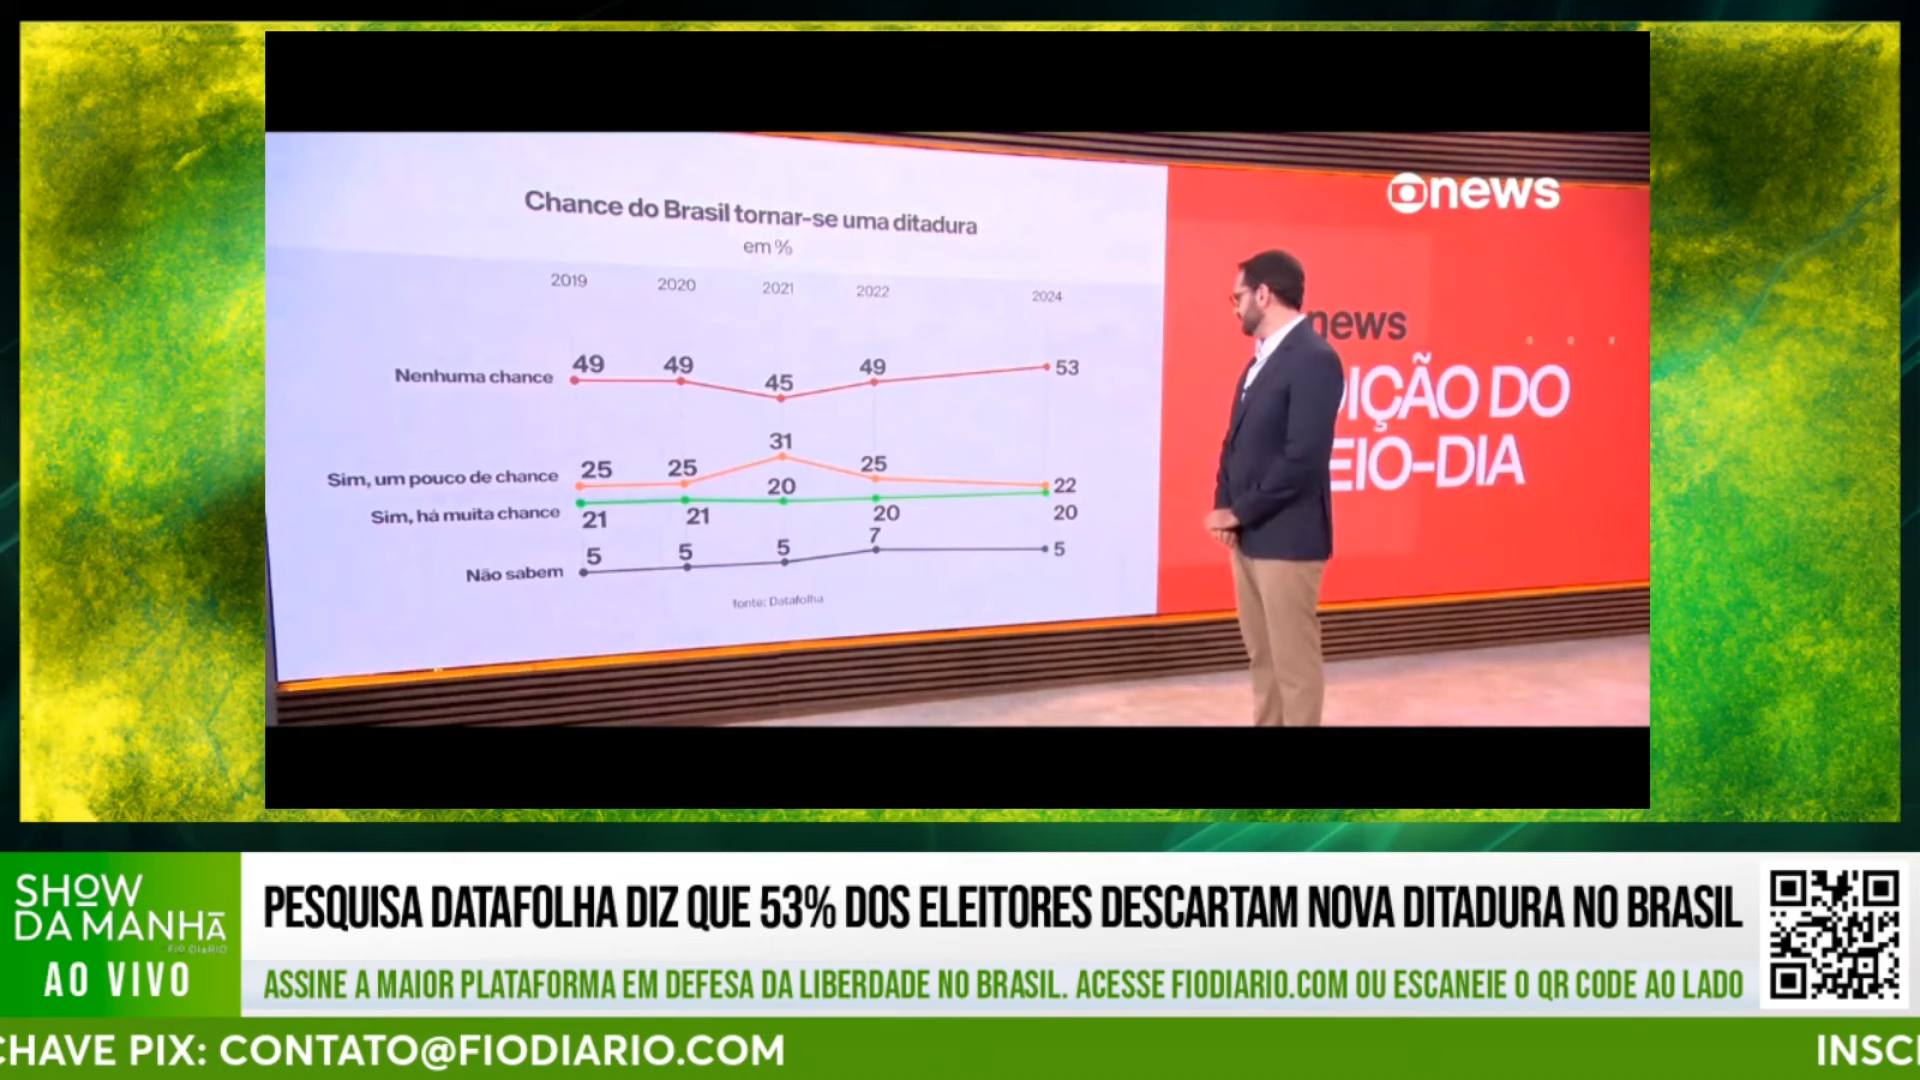 news
Chance do Brasil tornar-se uma ditadura
em %
2019 2020 2021 2022 2024
Nenhuma chance 49 49 45 49 53
Sim, um pouco de chance 25 25 31 25 22
Sim, há muita chance 21 21 20 20 20
Não sabem 5 5 5 7 5
fonte: Datafolha
news
DIÇÃO DO
EIO-DIA
SHOW
DA MANHÃ
FIO DIARIO
AO VIVO
PESQUISA DATAFOLHA DIZ QUE 53% DOS ELEITORES DESCARTAM NOVA DITADURA NO BRASIL
ASSINE A MAIOR PLATAFORMA EM DEFESA DA LIBERDADE NO BRASIL. ACESSE FIODIARIO.COM OU ESCANEIE O QR CODE AO LADO
CHAVE PIX: CONTATO@FIODIARIO.COM
INSC